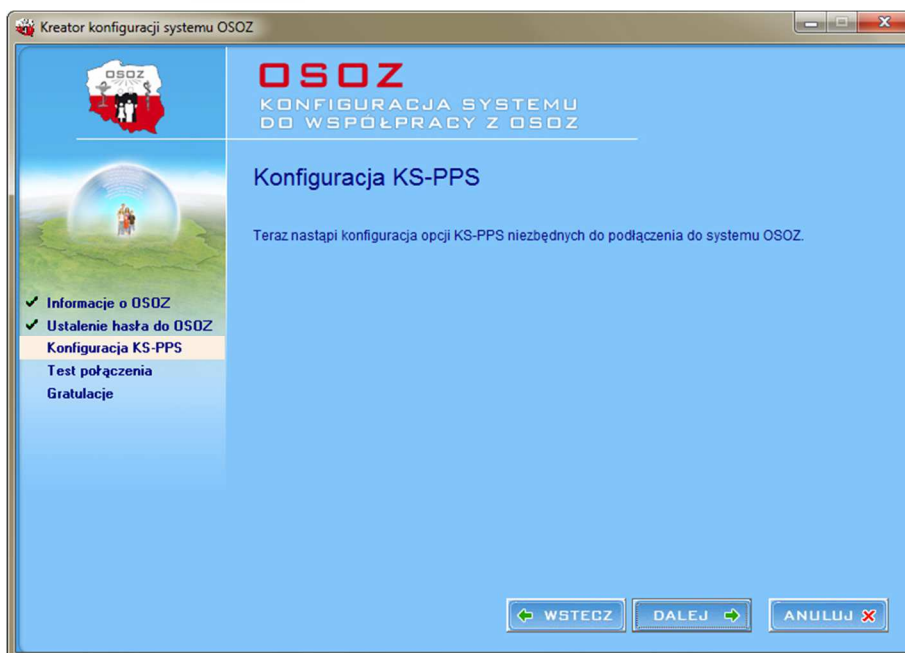 Kreator konfiguracji systemu OSOZ
OSOZ
OSOZ
KONFIGURACJA SYSTEMU
DO WSPÓŁPRACY Z OSOZ
Konfiguracja KS-PPS
Teraz nastąpi konfiguracja opcji KS-PPS niezbędnych do podłączenia do systemu OSOZ.
Informacje o OSOZ
Ustalenie hasła do OSOZ
Konfiguracja KS-PPS
Test połączenia
Gratulacje
WSTECZ DALEJ ANULUJ